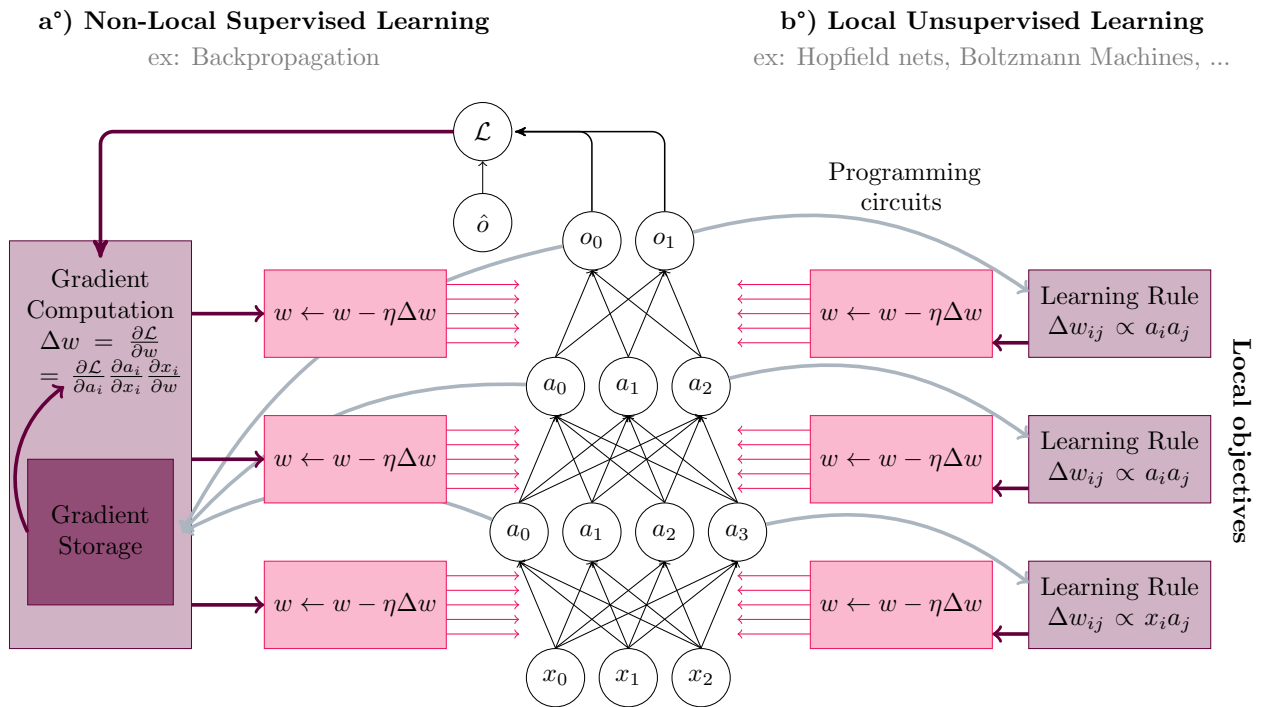 a°) Non-Local Supervised Learning
ex: Backpropagation
b°) Local Unsupervised Learning
ex: Hopfield nets, Boltzmann Machines, ...
ℒ
ô
o₀
o₁
Programming
circuits
Gradient
Computation
Δw = ∂ℒ/∂w
= ∂ℒ/∂aᵢ ∂aᵢ/∂xᵢ ∂xᵢ/∂w
Gradient
Storage
w ← w − ηΔw
w ← w − ηΔw
w ← w − ηΔw
a₀
a₁
a₂
a₀
a₁
a₂
a₃
x₀
x₁
x₂
w ← w − ηΔw
w ← w − ηΔw
w ← w − ηΔw
Learning Rule
Δwᵢⱼ ∝ aᵢaⱼ
Learning Rule
Δwᵢⱼ ∝ aᵢaⱼ
Learning Rule
Δwᵢⱼ ∝ xᵢaⱼ
Local objectives